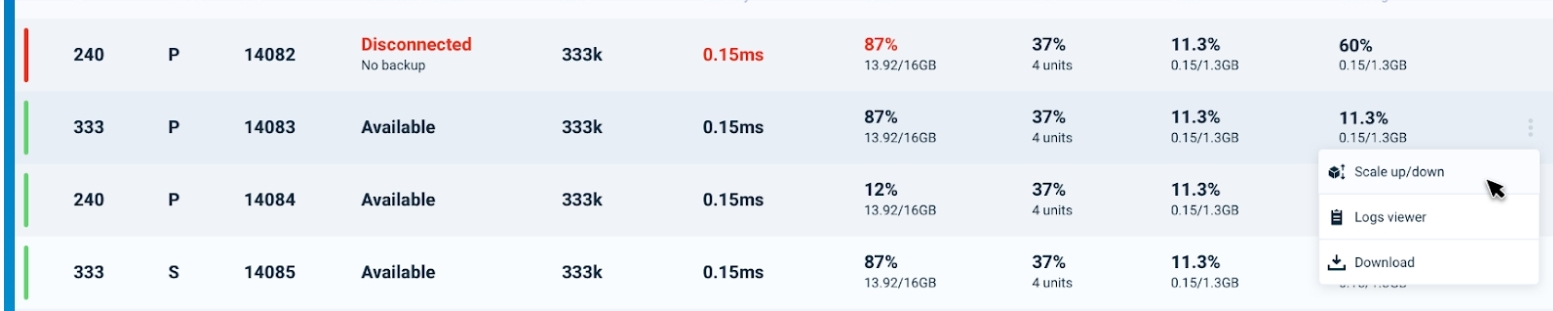 240 P 14082 Disconnected 333k 0.15ms 87% 37% 11.3% 60%
No backup 13.92/16GB 4 units 0.15/1.3GB 0.15/1.3GB
333 P 14083 Available 333k 0.15ms 87% 37% 11.3% 11.3%
13.92/16GB 4 units 0.15/1.3GB 0.15/1.3GB
Scale up/down
240 P 14084 Available 333k 0.15ms 12% 37% 11.3%
13.92/16GB 4 units 0.15/1.3GB
Logs viewer
333 S 14085 Available 333k 0.15ms 87% 37% 11.3%
13.92/16GB 4 units 0.15/1.3GB
Download